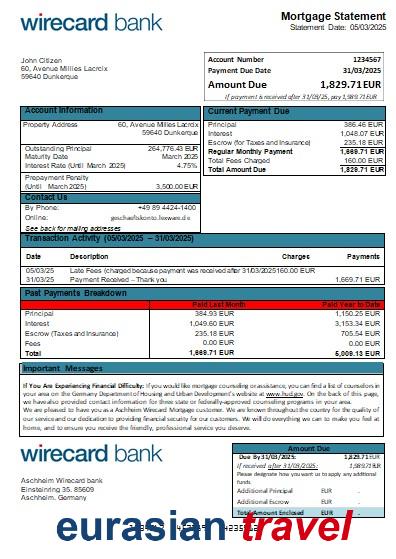 wirecard bank
Mortgage Statement
Statement Date: 05/03/2025
John Citizen
60, Avenue Millies Lacroix
59640 Dunkerque
Account Number 1234567
Payment Due Date 31/03/2025
Amount Due 1,829.71 EUR
If payment is received after 31/03/25, pay 1,989.71 EUR
Account Information
Property Address 60, Avenue Millies Lacroix
59640 Dunkerque
Outstanding Principal 264,776.43 EUR
Maturity Date March 2025
Interest Rate (Until March 2025) 4.75%
Prepayment Penalty
(Until March 2025) 3,500.00 EUR
Contact Us
By Phone: +49 89 4424-1400
Online: geschaeftskonto.lexware.de
See back for mailing addresses
Current Payment Due
Principal 386.46 EUR
Interest 1,048.07 EUR
Escrow (for Taxes and Insurance) 235.18 EUR
Regular Monthly Payment 1,669.71 EUR
Total Fees Charged 160.00 EUR
Total Amount Due 1,829.71 EUR
Transaction Activity (05/03/2025 – 31/03/2025)
Date Description Charges Payments
05/03/25 Late Fees (charged because payment was received after 31/03/2025) 160.00 EUR
31/03/25 Payment Received – Thank you 1,669.71 EUR
Past Payments Breakdown
Paid Last Month Paid Year to Date
Principal 384.93 EUR 1,150.25 EUR
Interest 1,049.60 EUR 3,153.34 EUR
Escrow (Taxes and Insurance) 235.18 EUR 705.54 EUR
Fees 0.00 EUR 0.00 EUR
Total 1,669.71 EUR 5,009.13 EUR
Important Messages
If You Are Experiencing Financial Difficulty: If you would like mortgage counseling or assistance, you can find a list of counselors in
your area on the Germany Department of Housing and Urban Development's website at www.hud.gov. On the back of this page,
we have also provided contact information for three state or federally-approved counseling programs in your area.
We are pleased to have you as a Aschheim Wirecard Mortgage customer. We are known throughout the country for the quality of
our service and our dedication to providing financial security for our customers. We will do everything we can to make you feel at
home, and to ensure you receive the friendly, professional service you deserve.
wirecard bank
Aschheim Wirecard bank
Einsteinring 35. 85609
Aschheim. Germany
Amount Due
Due By 31/03/2025: 1,829.71 EUR
If received after 31/03/2025: 1,989.71 EUR
Please designate how you want us to apply any additional
funds.
Additional Principal EUR -
Additional Escrow EUR -
Total Amount Enclosed EUR -
eurasian travel